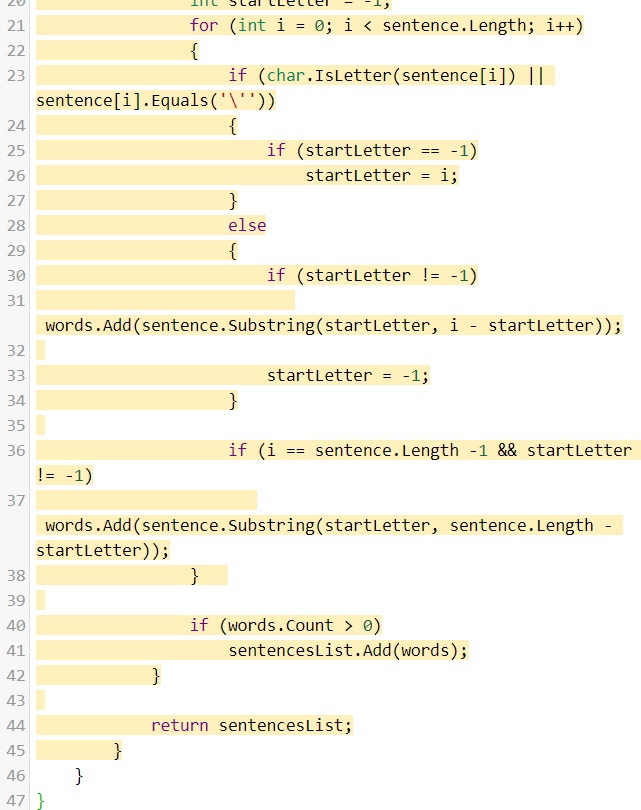 20 int startLetter = -1;
21 for (int i = 0; i < sentence.Length; i++)
22 {
23 if (char.IsLetter(sentence[i]) ||
sentence[i].Equals('\''))
24 {
25 if (startLetter == -1)
26 startLetter = i;
27 }
28 else
29 {
30 if (startLetter != -1)
31
words.Add(sentence.Substring(startLetter, i - startLetter));
32
33 startLetter = -1;
34 }
35
36 if (i == sentence.Length -1 && startLetter
!= -1)
37
words.Add(sentence.Substring(startLetter, sentence.Length -
startLetter));
38 }
39
40 if (words.Count > 0)
41 sentencesList.Add(words);
42 }
43
44 return sentencesList;
45 }
46 }
47 }